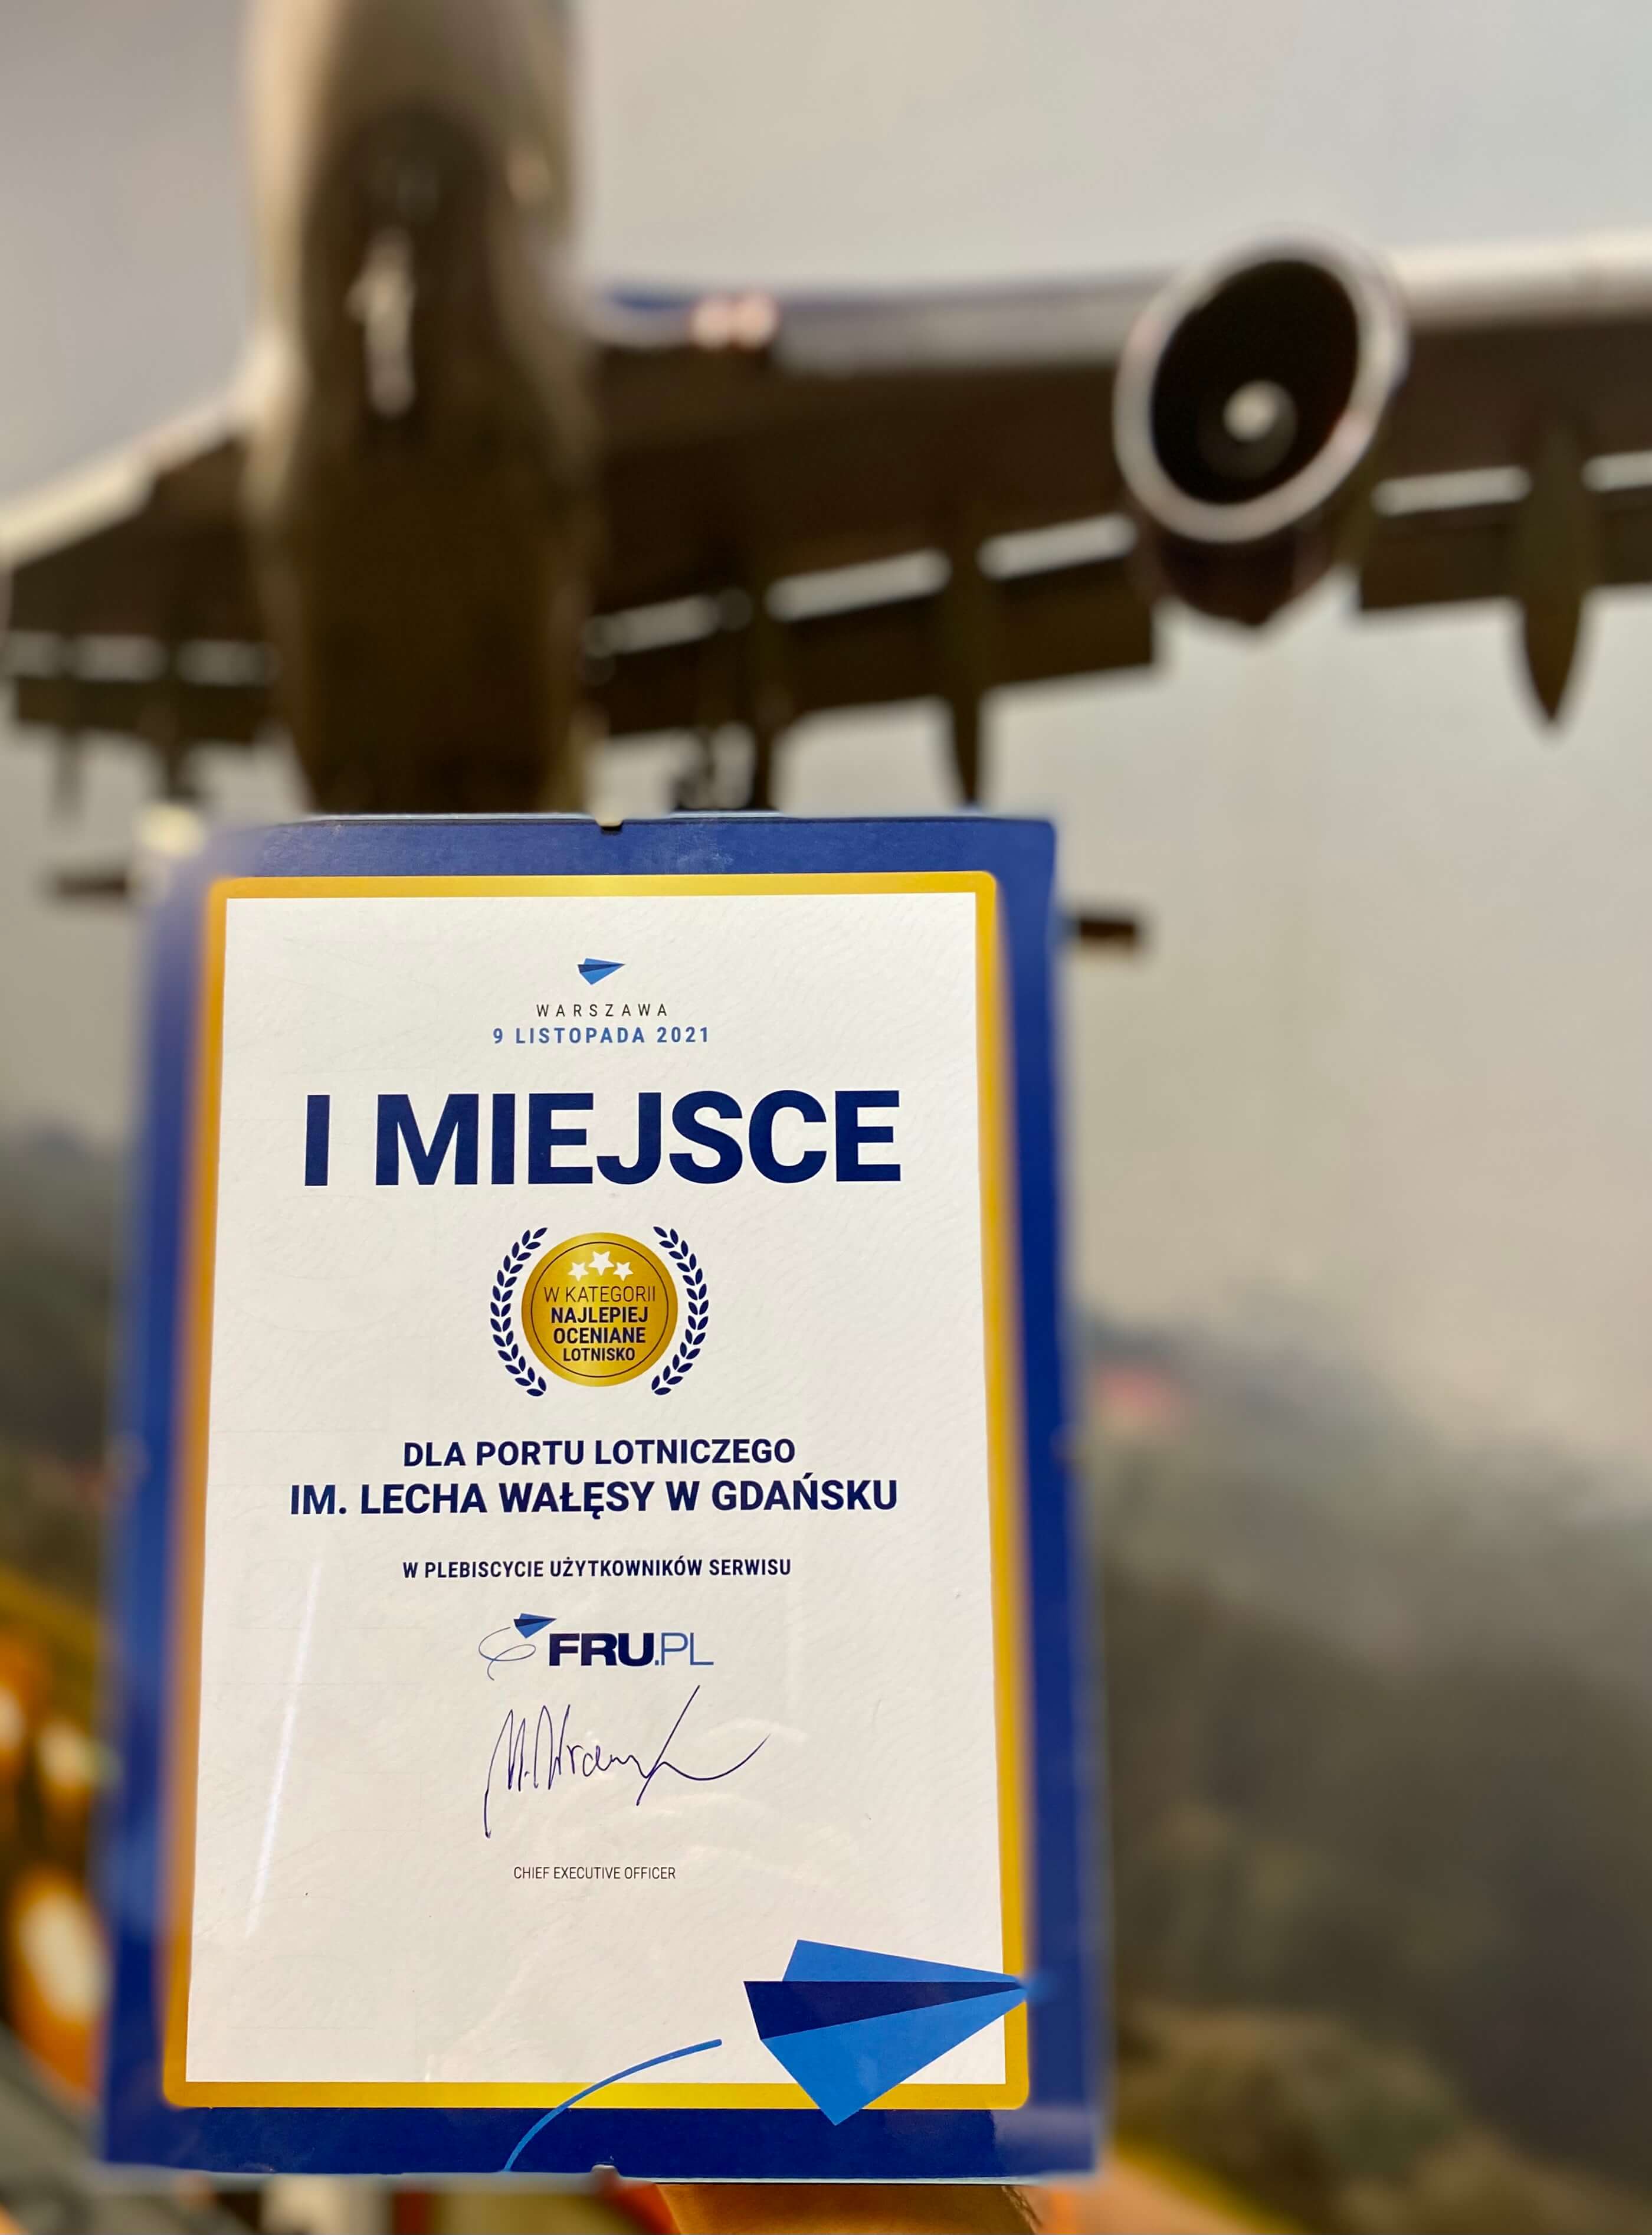 WARSZAWA
9 LISTOPADA 2021
I MIEJSCE
W KATEGORII
NAJLEPIEJ
OCENIANE
LOTNISKO
DLA PORTU LOTNICZEGO
IM. LECHA WAŁĘSY W GDAŃSKU
W PLEBISCYCIE UŻYTKOWNIKÓW SERWISU
FRU.PL
CHIEF EXECUTIVE OFFICER